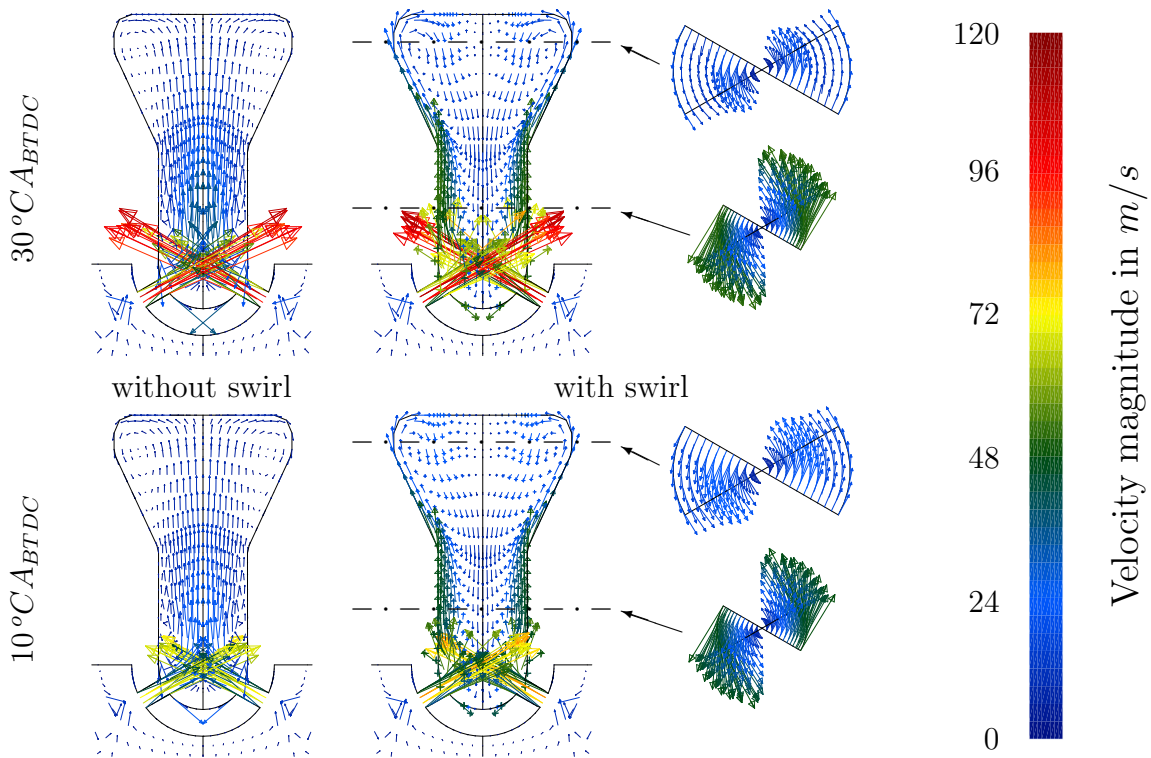 30 °CA_BTDC
without swirl
with swirl
10 °CA_BTDC
120
96
72
48
24
0
Velocity magnitude in m/s